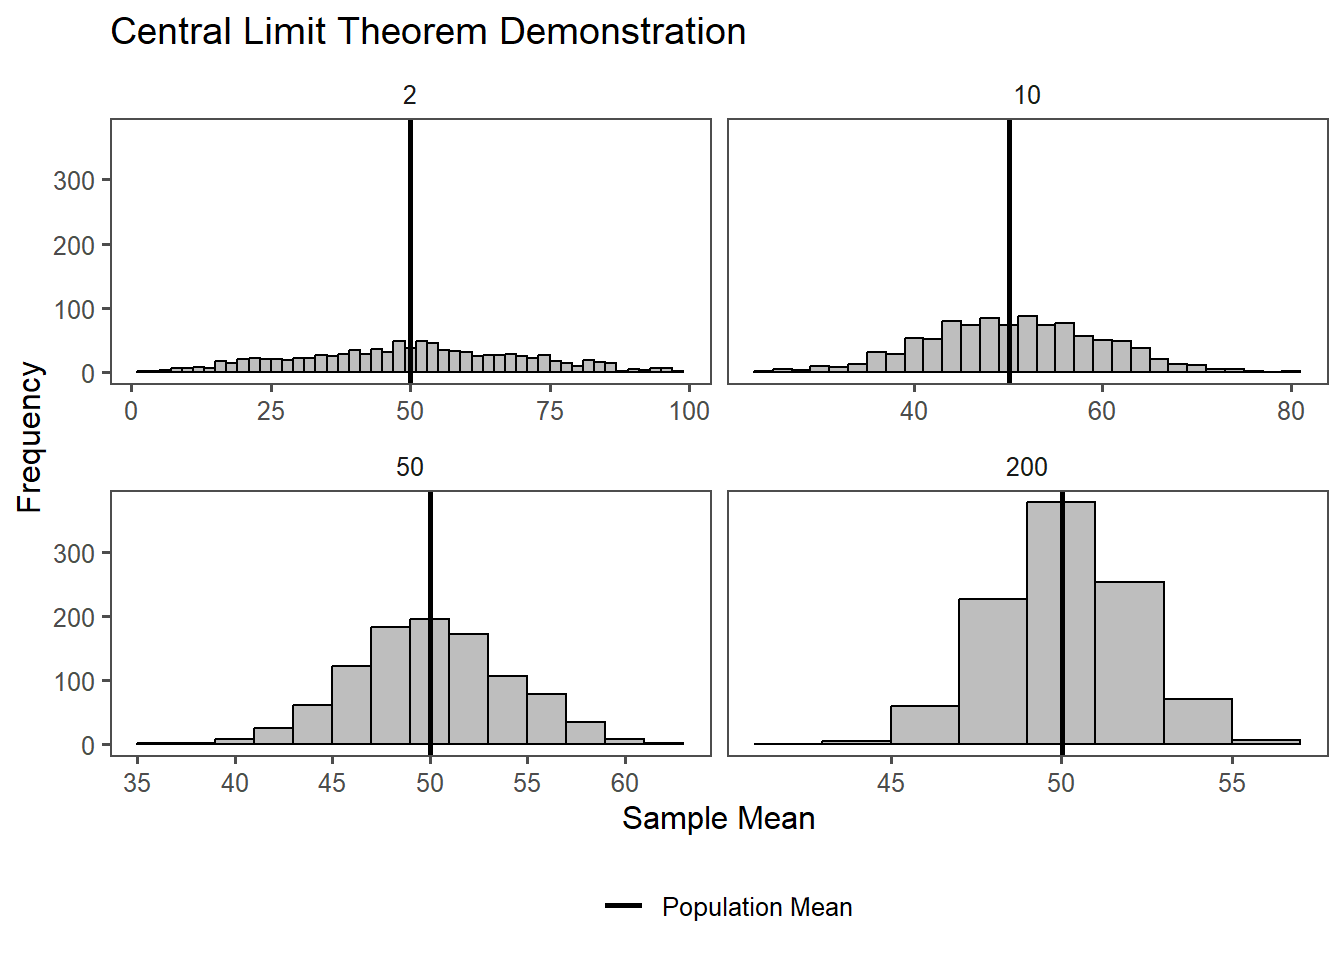 Central Limit Theorem Demonstration
2
10
300
200
100
0
0 25 50 75 100
40 60 80
Frequency
50
200
300
200
100
0
35 40 45 50 55 60
45 50 55
Sample Mean
Population Mean